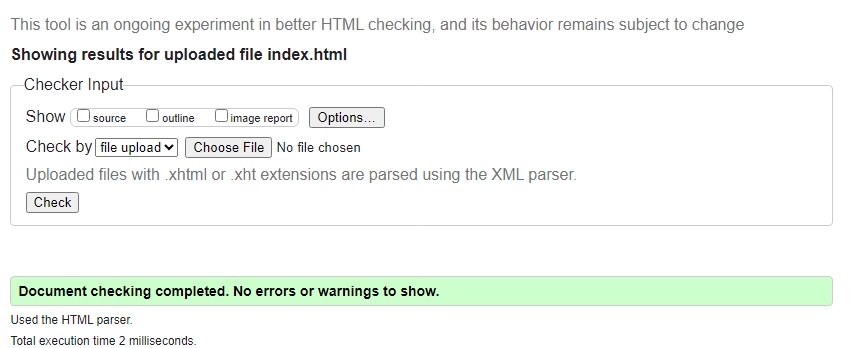 This tool is an ongoing experiment in better HTML checking, and its behavior remains subject to change
Showing results for uploaded file index.html
Checker Input
Show source outline image report Options...
Check by file upload Choose File No file chosen
Uploaded files with .xhtml or .xht extensions are parsed using the XML parser.
Check
Document checking completed. No errors or warnings to show.
Used the HTML parser.
Total execution time 2 milliseconds.